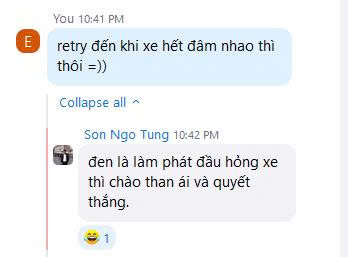 You 10:41 PM
E
retry đến khi xe hết đâm nhao thì
thôi =))
Collapse all
Son Ngo Tung 10:42 PM
đen là làm phát đầu hỏng xe
thì chào than ái và quyết
thắng.
1